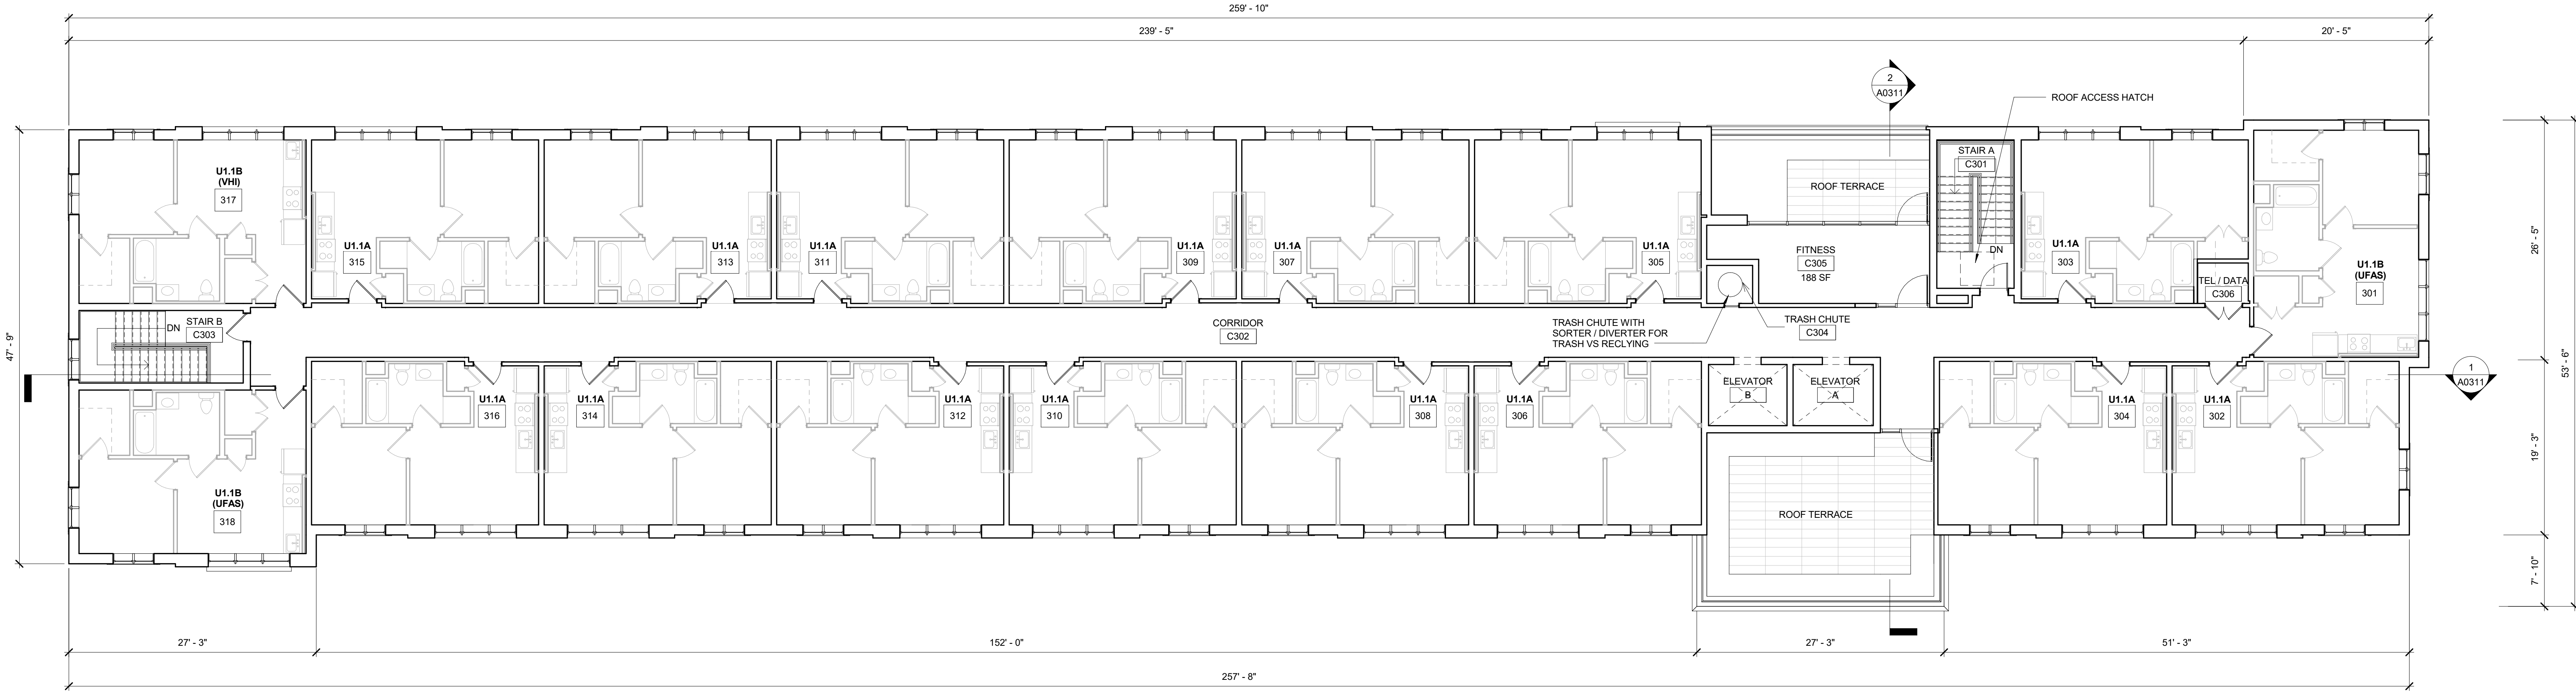 259' - 10"
239' - 5"
20' - 5"
2
A0311
ROOF ACCESS HATCH
U1.1B
(VHI)
317
U1.1A
315
U1.1A
313
U1.1A
311
U1.1A
309
U1.1A
307
U1.1A
305
ROOF TERRACE
FITNESS
C305
188 SF
STAIR A
C301
DN
U1.1A
303
TEL / DATA
C306
U1.1B
(UFAS)
301
26' - 5"
47' - 9"
DN
STAIR B
C303
CORRIDOR
C302
TRASH CHUTE WITH
SORTER / DIVERTER FOR
TRASH VS RECLYING
TRASH CHUTE
C304
53' - 6"
1
A0311
U1.1B
(UFAS)
318
U1.1A
316
U1.1A
314
U1.1A
312
U1.1A
310
U1.1A
308
U1.1A
306
ELEVATOR
B
ELEVATOR
A
U1.1A
304
U1.1A
302
19' - 3"
ROOF TERRACE
7' - 10"
27' - 3"
152' - 0"
27' - 3"
51' - 3"
257' - 8"